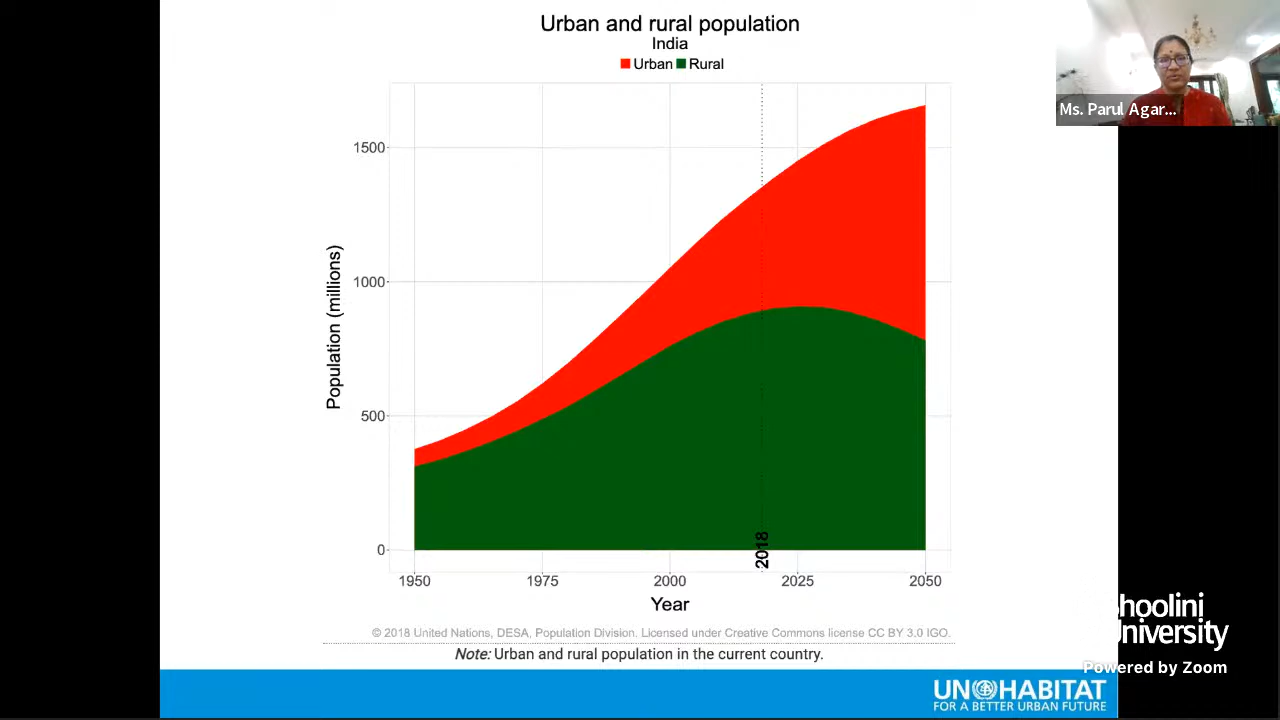 Urban and rural population
India
Urban Rural
Ms. Parul Agar...
1500
1000
500
0
Population (millions)
2018
1950 1975 2000 2025 2050
Year
© 2018 United Nations, DESA, Population Division. Licensed under Creative Commons license CC BY 3.0 IGO.
Note: Urban and rural population in the current country.
hoolini
University
Powered by Zoom
UN HABITAT
FOR A BETTER URBAN FUTURE